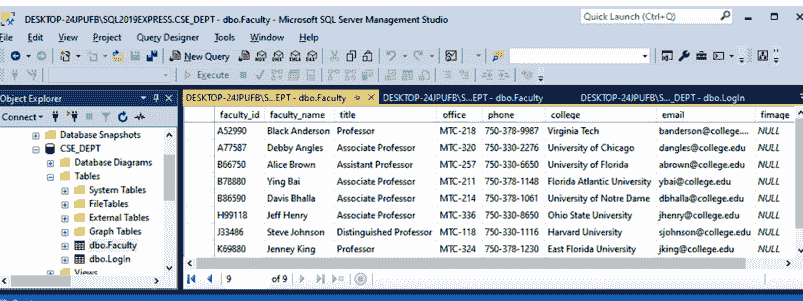 DESKTOP-24JPUFB\SQL2019EXPRESS.CSE_DEPT - dbo.Faculty - Microsoft SQL Server Management Studio
Quick Launch (Ctrl+Q)
File Edit View Project Query Designer Tools Window Help
New Query
Execute
Object Explorer
DESKTOP-24JPUFB\S...EPT - dbo.Faculty
DESKTOP-24JPUFB\S...EPT - dbo.Faculty
DESKTOP-24JPUFB\S..._DEPT - dbo.LogIn
Connect
Database Snapshots
CSE_DEPT
Database Diagrams
Tables
System Tables
FileTables
External Tables
Graph Tables
dbo.Faculty
dbo.LogIn
Views
faculty_id faculty_name title office phone college email fimage
A52990 Black Anderson Professor MTC-218 750-378-9987 Virginia Tech banderson@college.... NULL
A77587 Debby Angles Associate Professor MTC-320 750-330-2276 University of Chicago dangles@college.edu NULL
B66750 Alice Brown Assistant Professor MTC-257 750-330-6650 University of Florida abrown@college.edu NULL
B78880 Ying Bai Associate Professor MTC-211 750-378-1148 Florida Atlantic University ybai@college.edu NULL
B86590 Davis Bhalla Associate Professor MTC-214 750-378-1061 University of Notre Dame dbhalla@college.edu NULL
H99118 Jeff Henry Associate Professor MTC-336 750-330-8650 Ohio State University jhenry@college.edu NULL
J33486 Steve Johnson Distinguished Professor MTC-118 750-330-1116 Harvard University sjohnson@college.edu NULL
K69880 Jenney King Professor MTC-324 750-378-1230 East Florida University jking@college.edu NULL
9 of 9